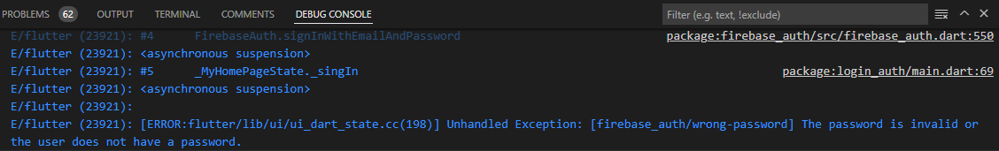 PROBLEMS 62 OUTPUT TERMINAL COMMENTS DEBUG CONSOLE Filter (e.g. text, !exclude)
E/flutter (23921): #4 FirebaseAuth.signInWithEmailAndPassword package:firebase_auth/src/firebase_auth.dart:550
E/flutter (23921): <asynchronous suspension>
E/flutter (23921): #5 _MyHomePageState._singIn package:login_auth/main.dart:69
E/flutter (23921): <asynchronous suspension>
E/flutter (23921):
E/flutter (23921): [ERROR:flutter/lib/ui/ui_dart_state.cc(198)] Unhandled Exception: [firebase_auth/wrong-password] The password is invalid or
the user does not have a password.